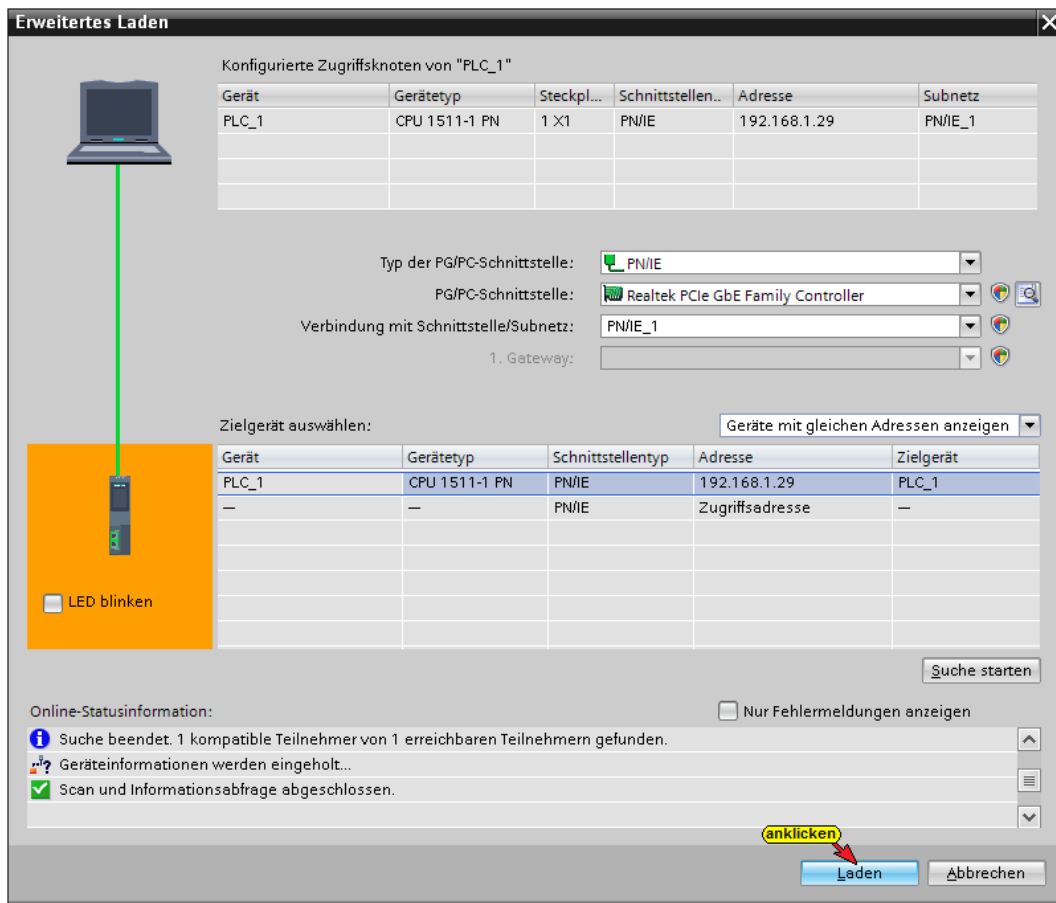 Erweitertes Laden
Konfigurierte Zugriffsknoten von "PLC_1"
Gerät Gerätetyp Steckpl... Schnittstellen.. Adresse Subnetz
PLC_1 CPU 1511-1 PN 1 X1 PN/IE 192.168.1.29 PN/IE_1
Typ der PG/PC-Schnittstelle: PN/IE
PG/PC-Schnittstelle: Realtek PCIe GbE Family Controller
Verbindung mit Schnittstelle/Subnetz: PN/IE_1
1. Gateway:
Zielgerät auswählen: Geräte mit gleichen Adressen anzeigen
Gerät Gerätetyp Schnittstellentyp Adresse Zielgerät
PLC_1 CPU 1511-1 PN PN/IE 192.168.1.29 PLC_1
— — PN/IE Zugriffsadresse —
LED blinken
Suche starten
Online-Statusinformation: Nur Fehlermeldungen anzeigen
Suche beendet. 1 kompatible Teilnehmer von 1 erreichbaren Teilnehmern gefunden.
Geräteinformationen werden eingeholt...
Scan und Informationsabfrage abgeschlossen.
anklicken
Laden Abbrechen